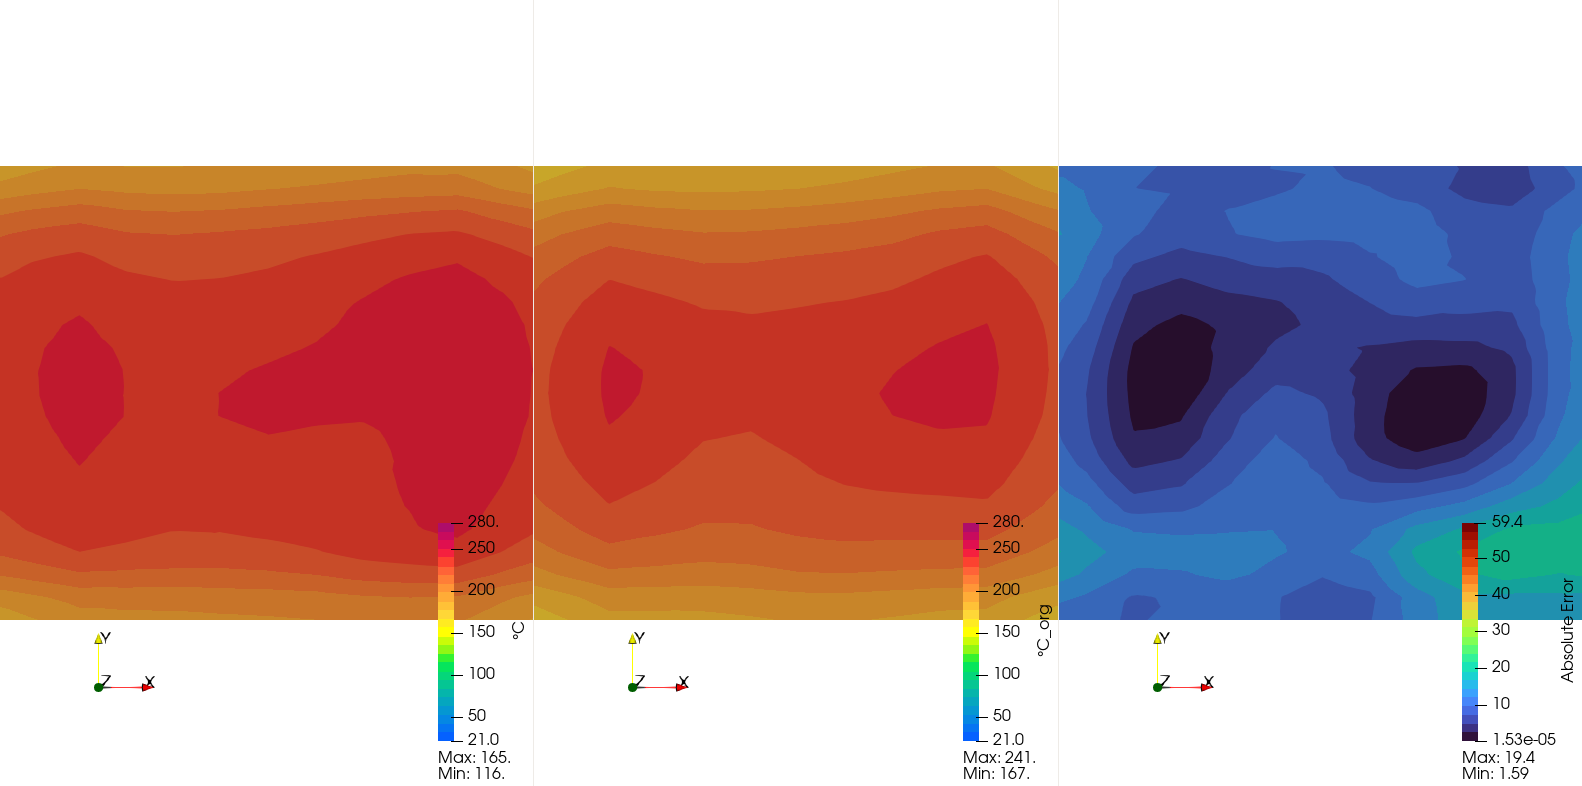 280.
250
200
150
100
50
21.0
°C
Max: 165.
Min: 116.
Y
Z
X
280.
250
200
150
100
50
21.0
°C_org
Max: 241.
Min: 167.
Y
Z
X
59.4
50
40
30
20
10
1.53e-05
Absolute Error
Max: 19.4
Min: 1.59
Y
Z
X